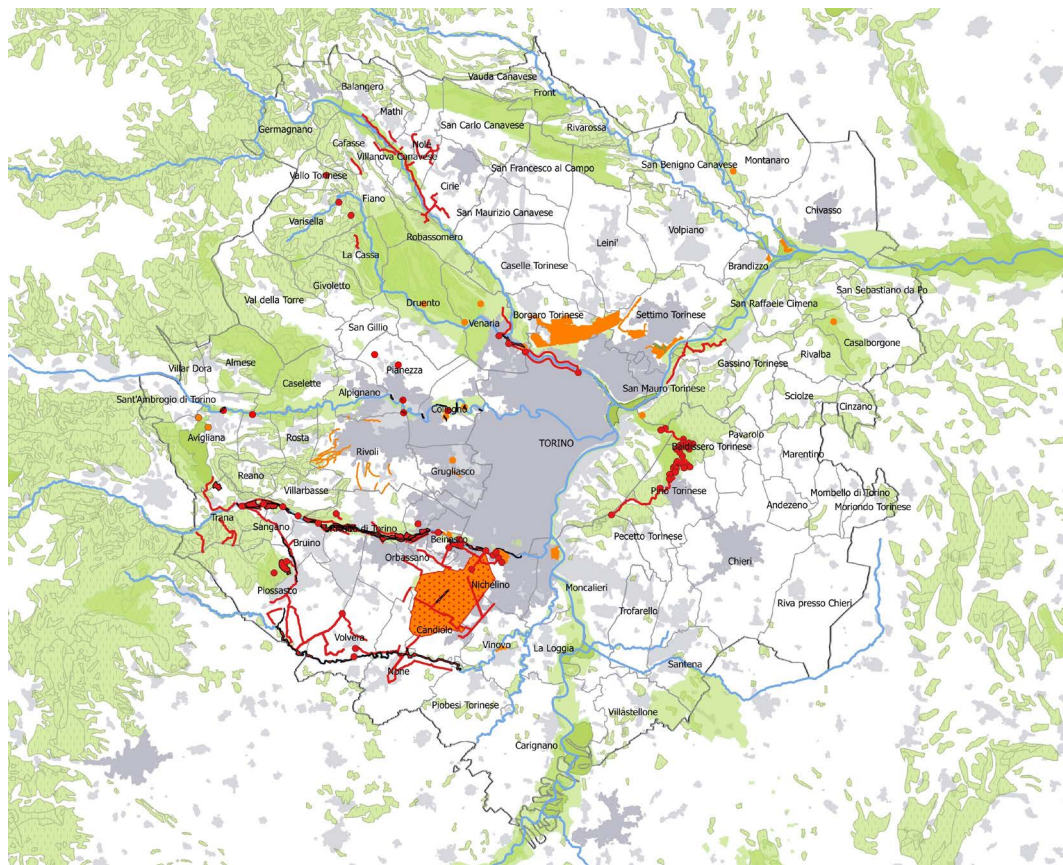 Vauda Canavese
Balangero
Front
Mathi
Germagnano
San Carlo Canavese
Rivarossa
Cafasse
Nole
Villanova Canavese
San Benigno Canavese
Montanaro
San Francesco al Campo
Vallo Torinese
Ciriè
Fiano
Chivasso
Varisella
San Maurizio Canavese
Volpiano
Robassomero
Leini'
La Cassa
Caselle Torinese
Brandizzo
Givoletto
San Sebastiano da Po
Val della Torre
Druento
San Raffaele Cimena
Borgaro Torinese
Settimo Torinese
Venaria
San Gillio
Casalborgone
Rivalba
Almese
Gassino Torinese
Villar Dora
Pianezza
Caselette
San Mauro Torinese
Alpignano
Sciolze
Sant'Ambrogio di Torino
Collegno
Cinzano
Avigliana
Rosta
Pavarolo
TORINO
Baldissero Torinese
Rivoli
Marentino
Grugliasco
Reano
Villarbasse
Pino Torinese
Mombello di Torino
Andezeno
Moriondo Torinese
Trana
Sangano
di Torino
Bruino
Beinasco
Pecetto Torinese
Orbassano
Chieri
Nichelino
Moncalieri
Piossasco
Trofarello
Riva presso Chieri
Candiolo
Volvera
Vinovo
La Loggia
Santena
None
Piobesi Torinese
Villastellone
Carignano